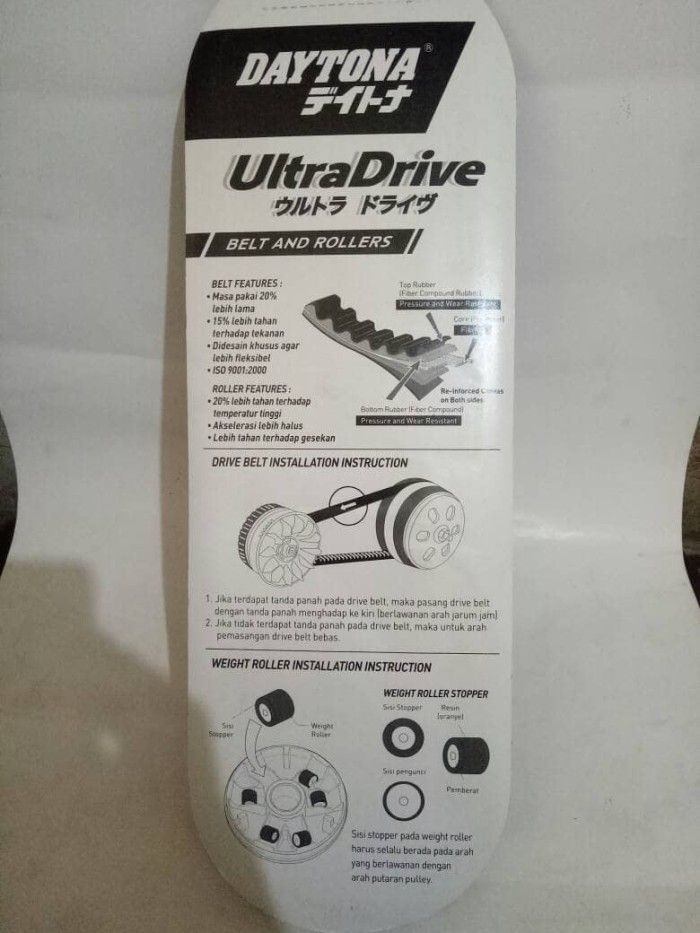 DAYTONA®
デイトナ
UltraDrive
ウルトラ ドライヴ
BELT AND ROLLERS
BELT FEATURES :
• Masa pakai 20%
lebih lama
• 15% lebih tahan
terhadap tekanan
• Didesain khusus agar
lebih fleksibel
• ISO 9001:2000
ROLLER FEATURES :
• 20% lebih tahan terhadap
temperatur tinggi
• Akselerasi lebih halus
• Lebih tahan terhadap gesekan
Top Rubber
(Fiber Compound Rubber)
Pressure and Wear
Re-inforced Canvas
on Both sides
Bottom Rubber (Fiber Compound)
Pressure and Wear Resistant
DRIVE BELT INSTALLATION INSTRUCTION
1. Jika terdapat tanda panah pada drive belt, maka pasang drive belt
dengan tanda panah menghadap ke kiri (berlawanan arah jarum jam)
2. Jika tidak terdapat tanda panah pada drive belt, maka untuk arah
pemasangan drive belt bebas.
WEIGHT ROLLER INSTALLATION INSTRUCTION
Sisi
Stopper
Weight
Roller
WEIGHT ROLLER STOPPER
Sisi Stopper
Resin
(oranye)
Sisi pengunci
Pemberat
Sisi stopper pada weight roller
harus selalu berada pada arah
yang berlawanan dengan
arah putaran pulley.